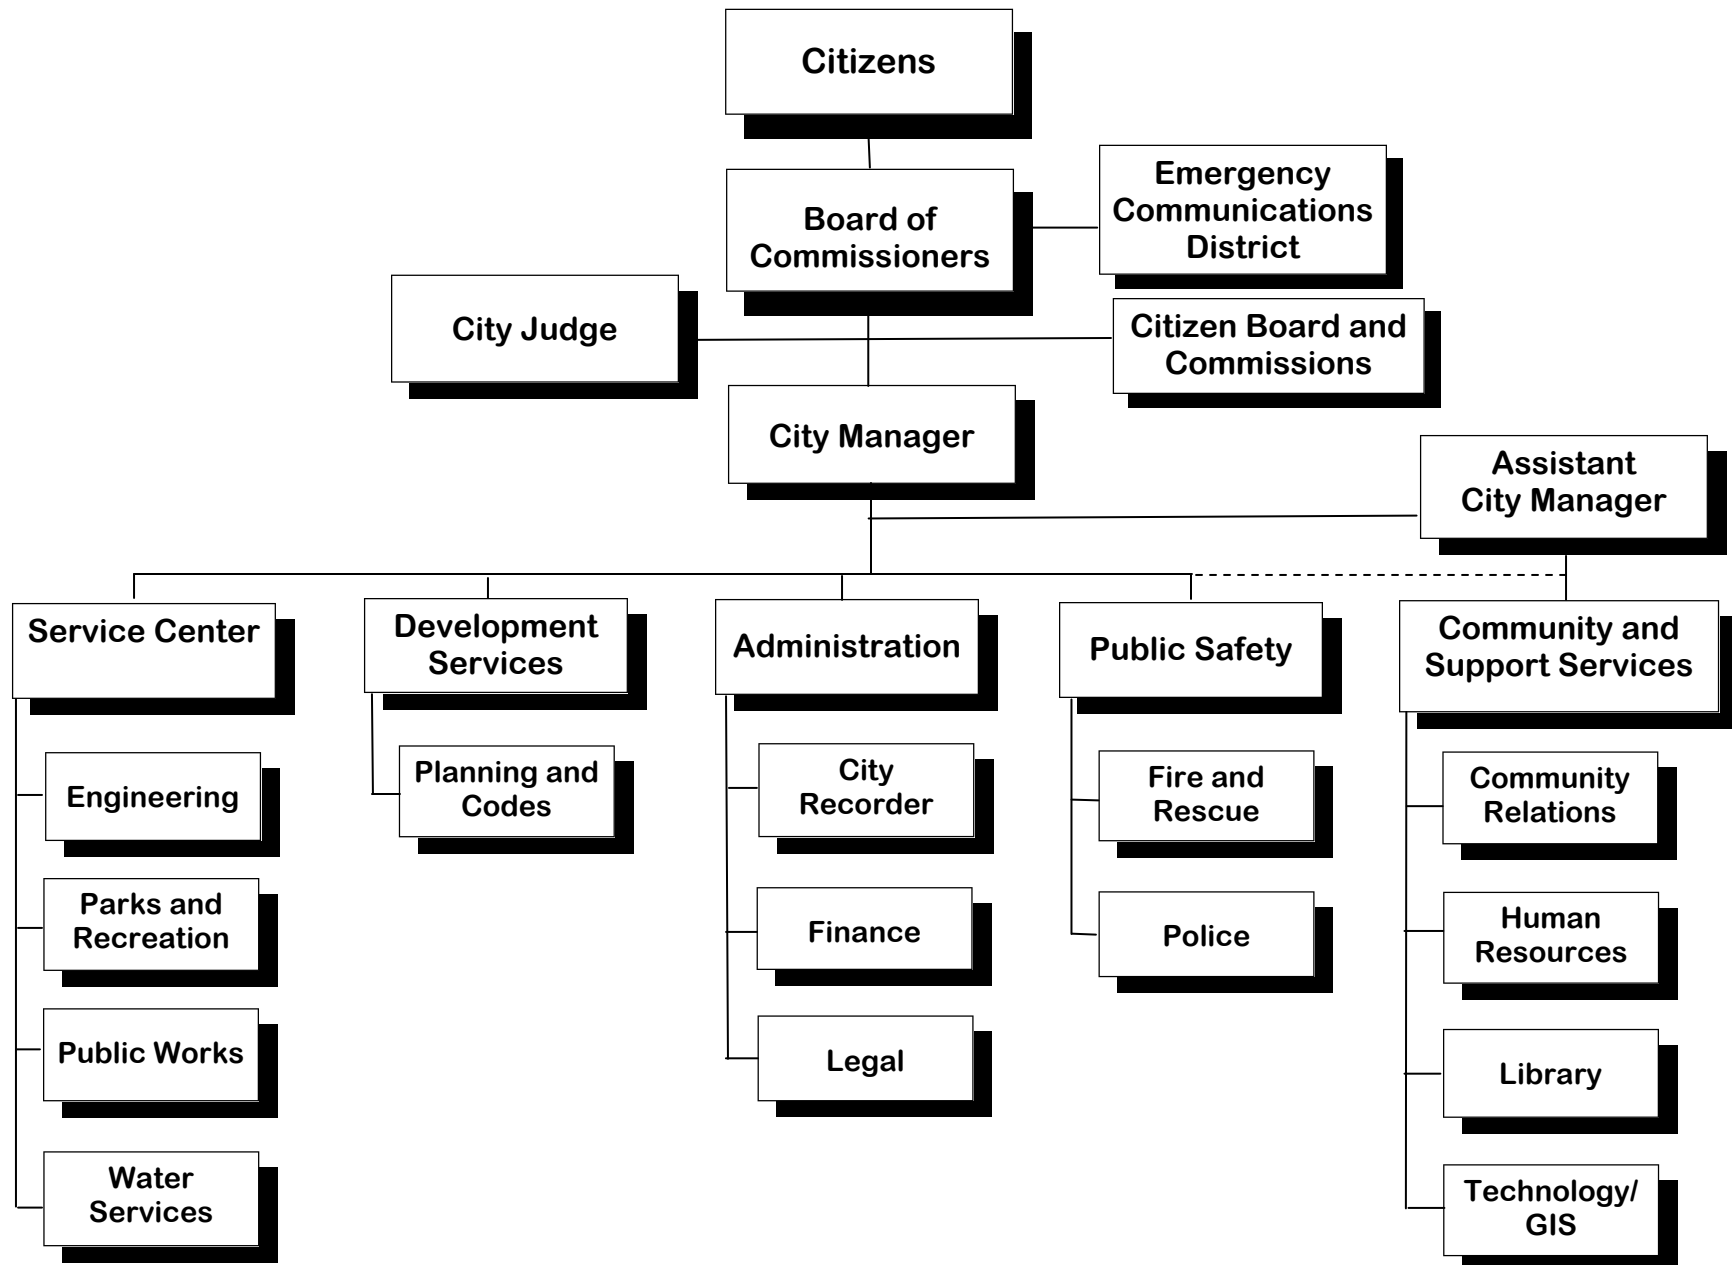 Citizens
Board of
Commissioners
Emergency
Communications
District
City Judge
Citizen Board and
Commissions
City Manager
Assistant
City Manager
Service Center
Development
Services
Administration
Public Safety
Community and
Support Services
Engineering
Parks and
Recreation
Public Works
Water
Services
Planning and
Codes
City
Recorder
Finance
Legal
Fire and
Rescue
Police
Community
Relations
Human
Resources
Library
Technology/
GIS